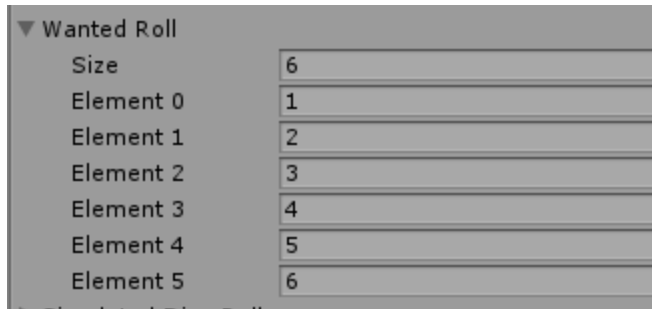 Wanted Roll
Size 6
Element 0 1
Element 1 2
Element 2 3
Element 3 4
Element 4 5
Element 5 6